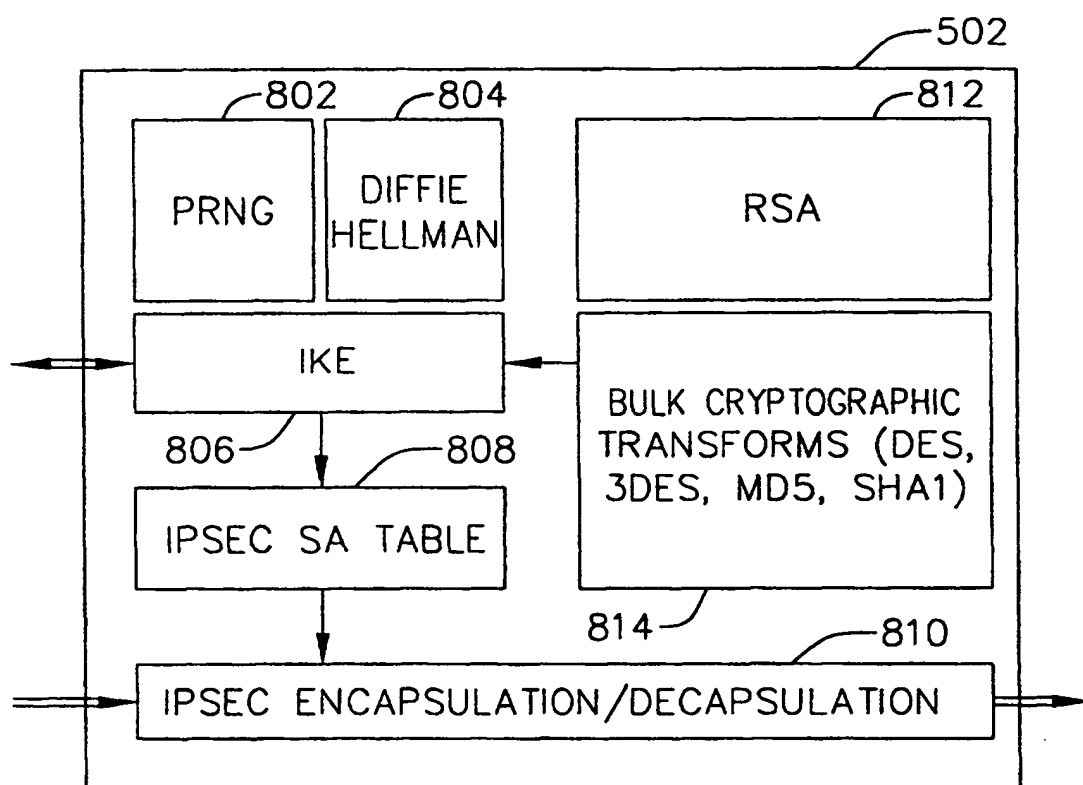 502
802
804
812
PRNG
DIFFIE
HELLMAN
RSA
IKE
BULK CRYPTOGRAPHIC
TRANSFORMS (DES,
3DES, MD5, SHA1)
806
808
IPSEC SA TABLE
814
810
IPSEC ENCAPSULATION/DECAPSULATION